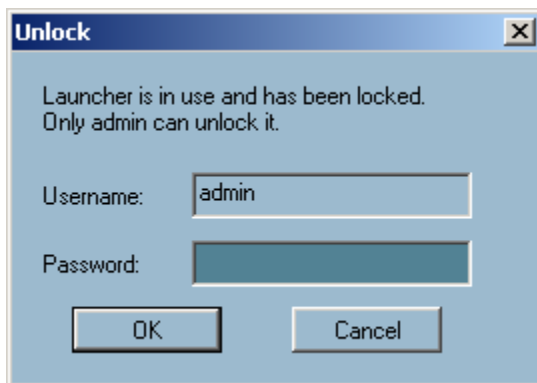 Unlock
Launcher is in use and has been locked.
Only admin can unlock it.
Username: admin
Password:
OK Cancel